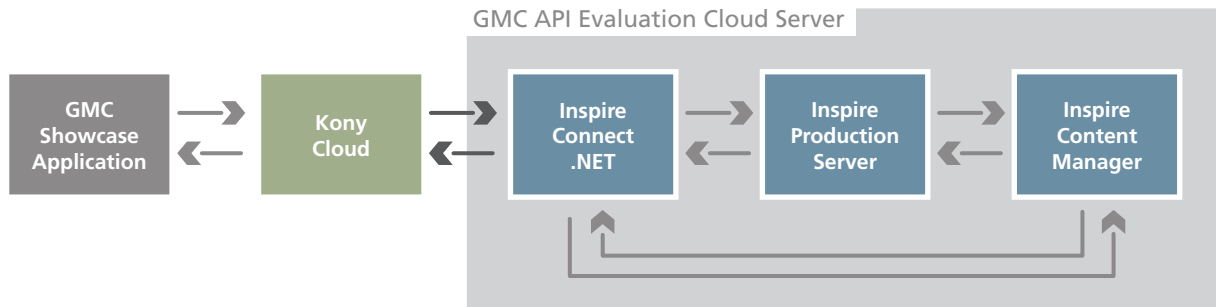 GMC API Evaluation Cloud Server
GMC
Showcase
Application
Kony
Cloud
Inspire
Connect
.NET
Inspire
Production
Server
Inspire
Content
Manager